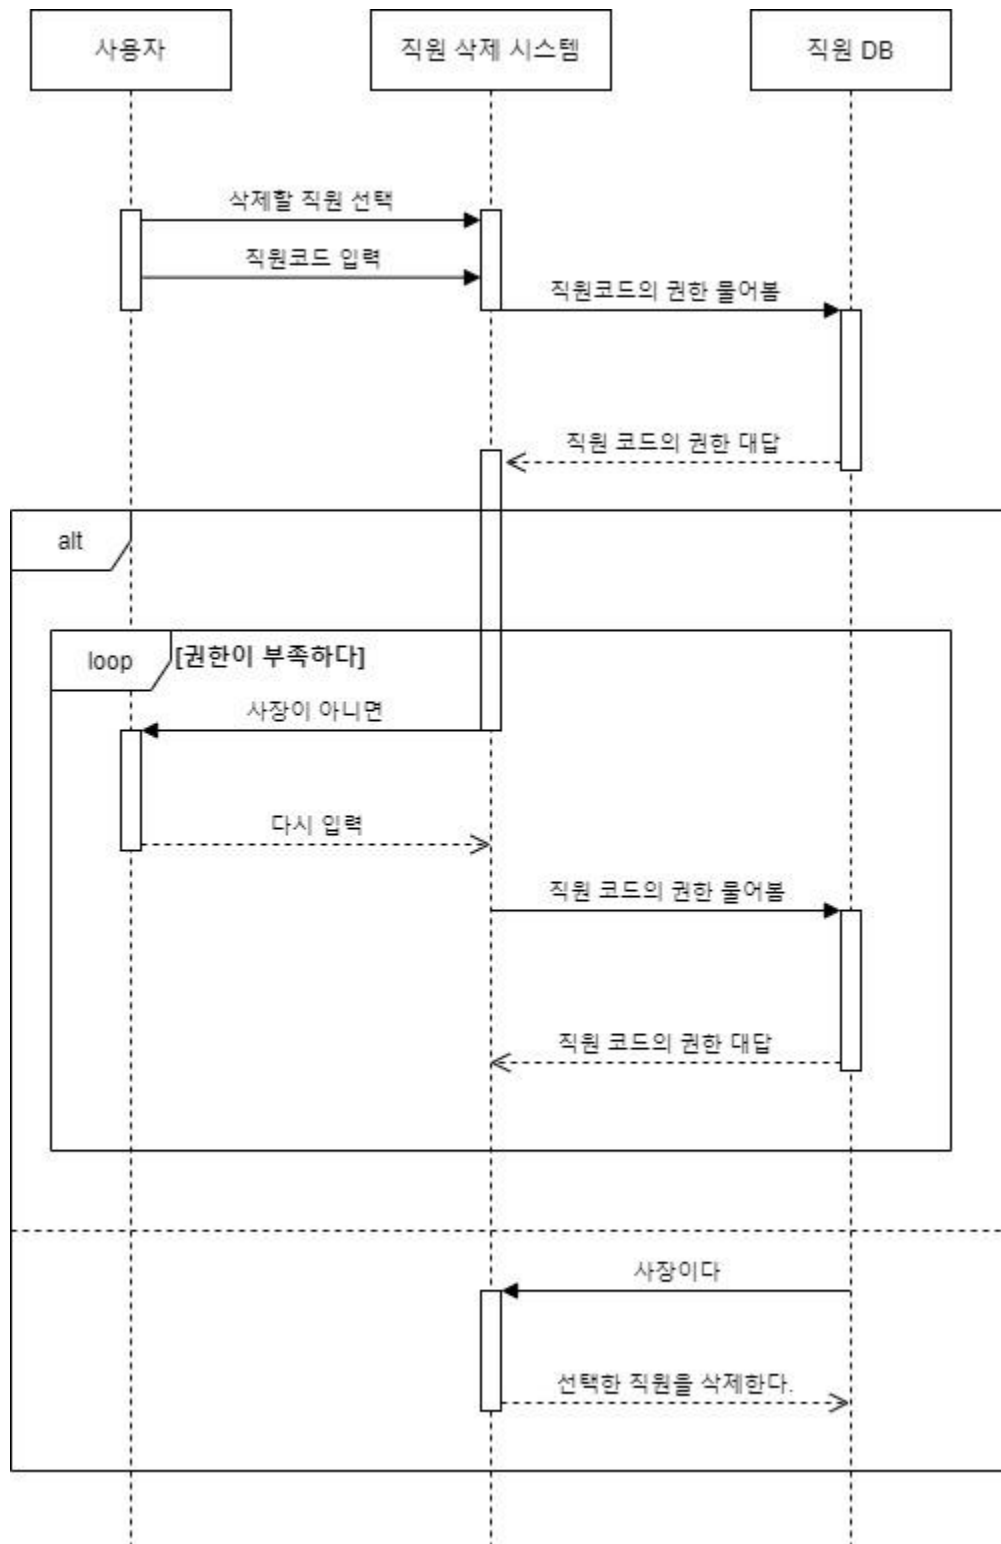 사용자
직원 삭제 시스템
직원 DB
삭제할 직원 선택
직원코드 입력
직원코드의 권한 물어봄
직원 코드의 권한 대답
alt
loop
[권한이 부족하다]
사장이 아니면
다시 입력
직원 코드의 권한 물어봄
직원 코드의 권한 대답
사장이다
선택한 직원을 삭제한다.